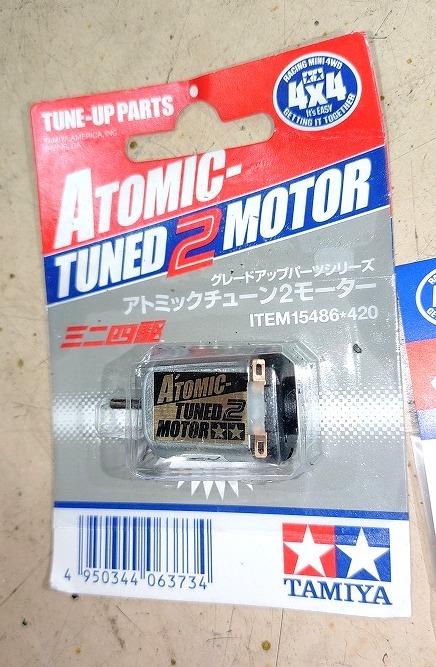 TUNE-UP PARTS
TAMIYA AMERICA, INC.
RACING MINI 4WD
4x4
It's EASY
GETTING IT TOGETHER
ATOMIC-
TUNED 2 MOTOR
グレードアップパーツシリーズ
アトミックチューン2モーター
ITEM15486★420
ミニ四駆
ATOMIC-
TUNED 2
MOTOR
4 950344 063734
TAMIYA